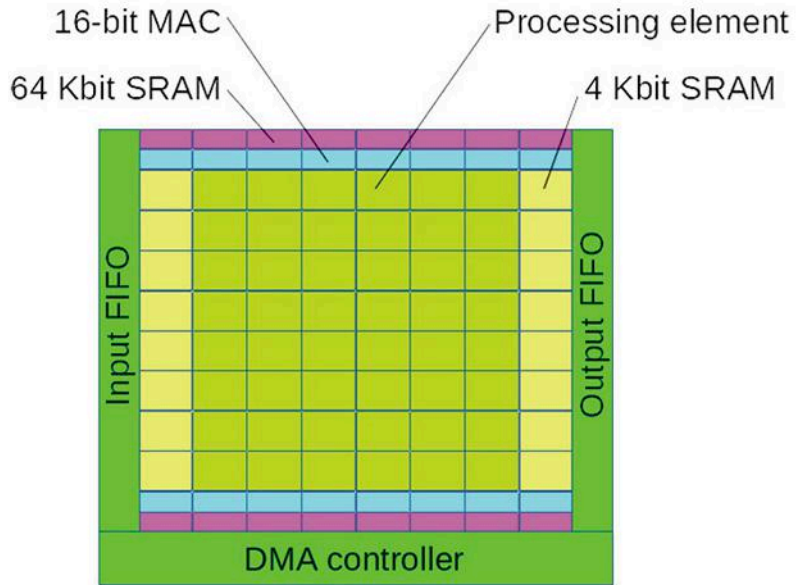 16-bit MAC
Processing element
64 Kbit SRAM
4 Kbit SRAM
Input FIFO
Output FIFO
DMA controller